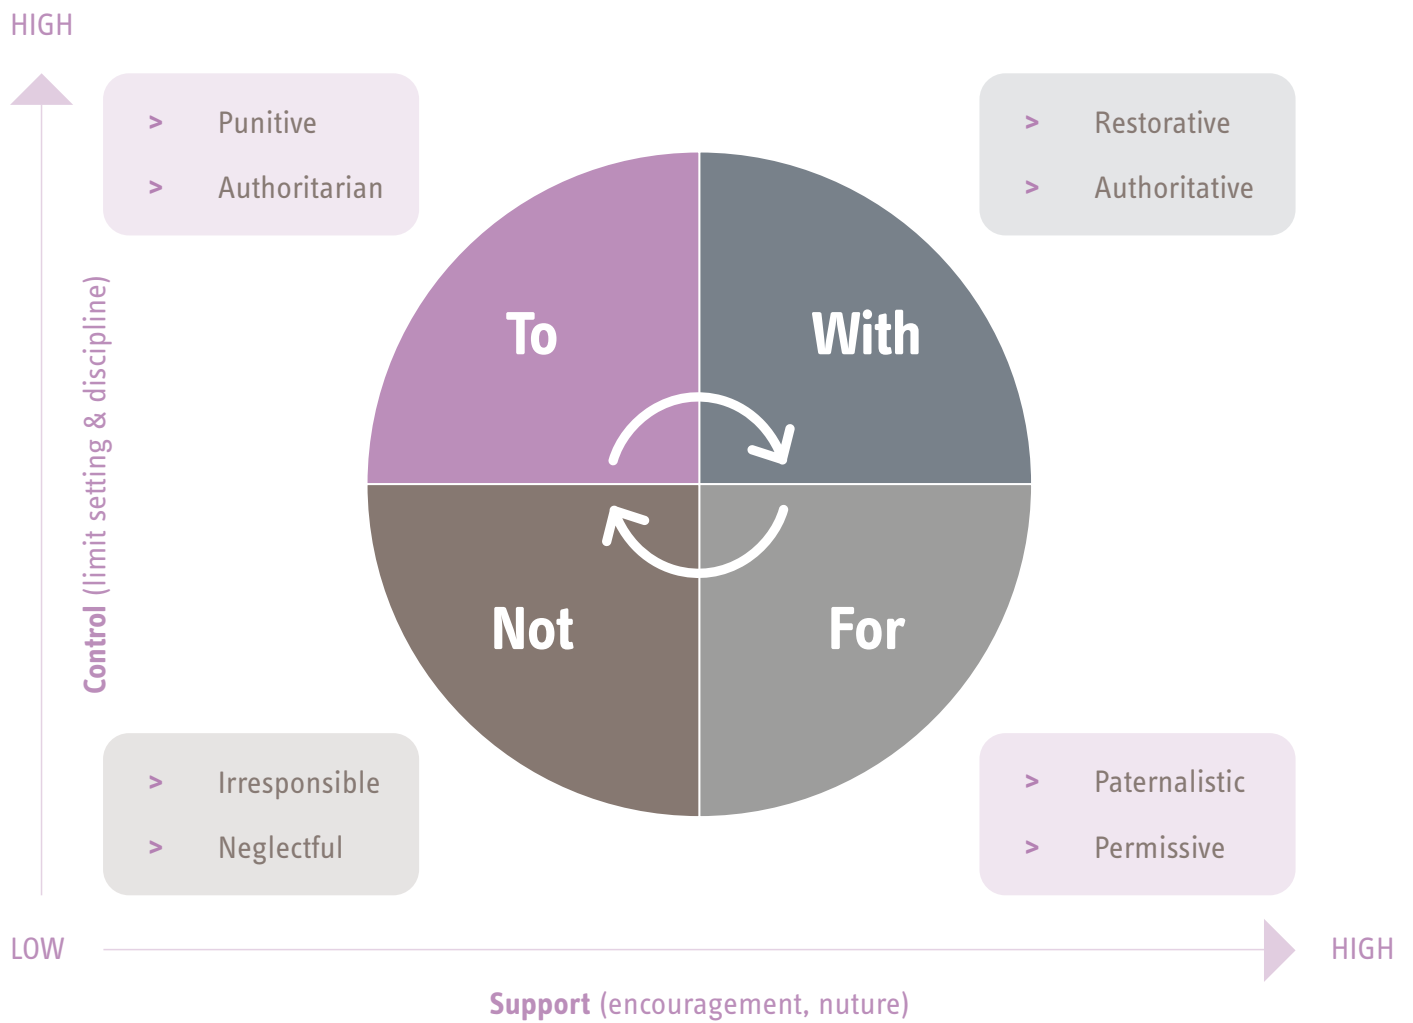 HIGH
> Punitive
> Authoritarian
> Restorative
> Authoritative
To
With
Control (limit setting & discipline)
Not
For
> Irresponsible
> Neglectful
> Paternalistic
> Permissive
LOW
HIGH
Support (encouragement, nuture)